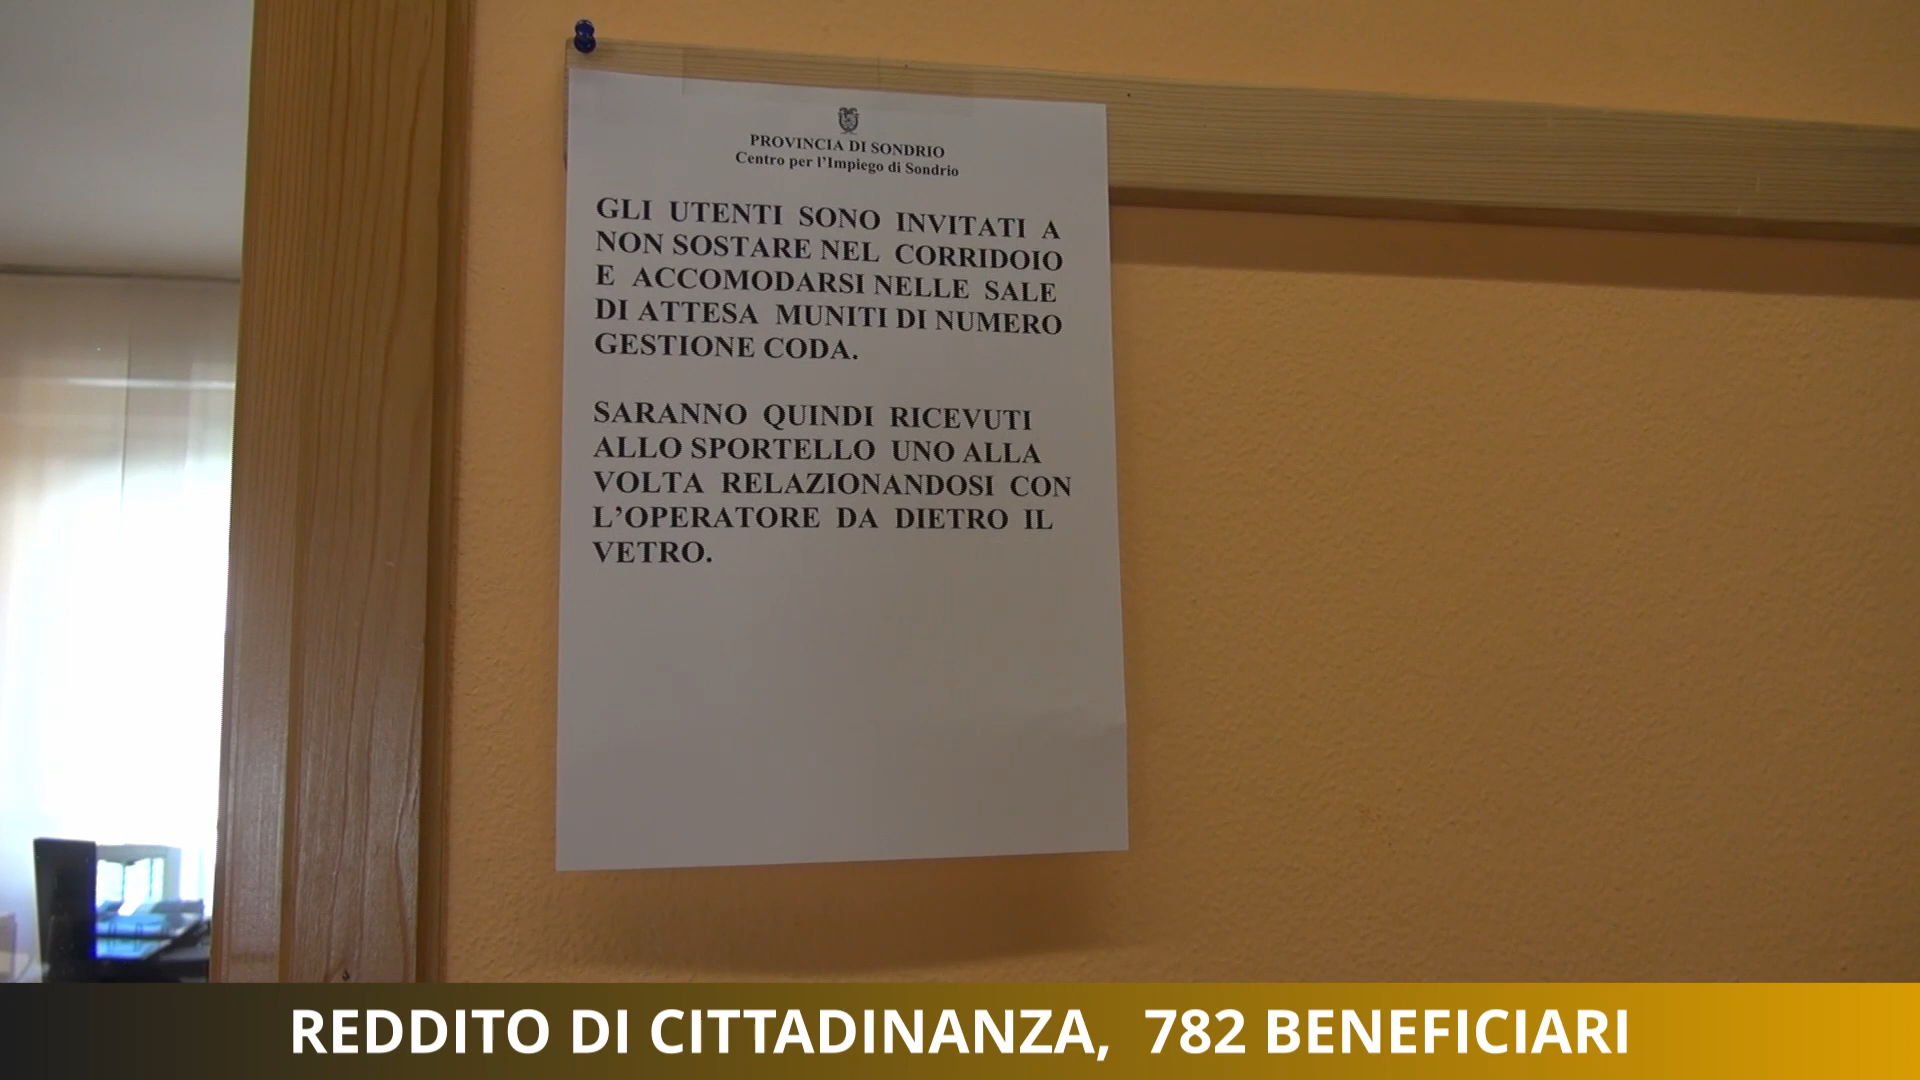 PROVINCIA DI SONDRIO
Centro per l'Impiego di Sondrio
GLI UTENTI SONO INVITATI A
NON SOSTARE NEL CORRIDOIO
E ACCOMODARSI NELLE SALE
DI ATTESA MUNITI DI NUMERO
GESTIONE CODA.
SARANNO QUINDI RICEVUTI
ALLO SPORTELLO UNO ALLA
VOLTA RELAZIONANDOSI CON
L'OPERATORE DA DIETRO IL
VETRO.
REDDITO DI CITTADINANZA, 782 BENEFICIARI